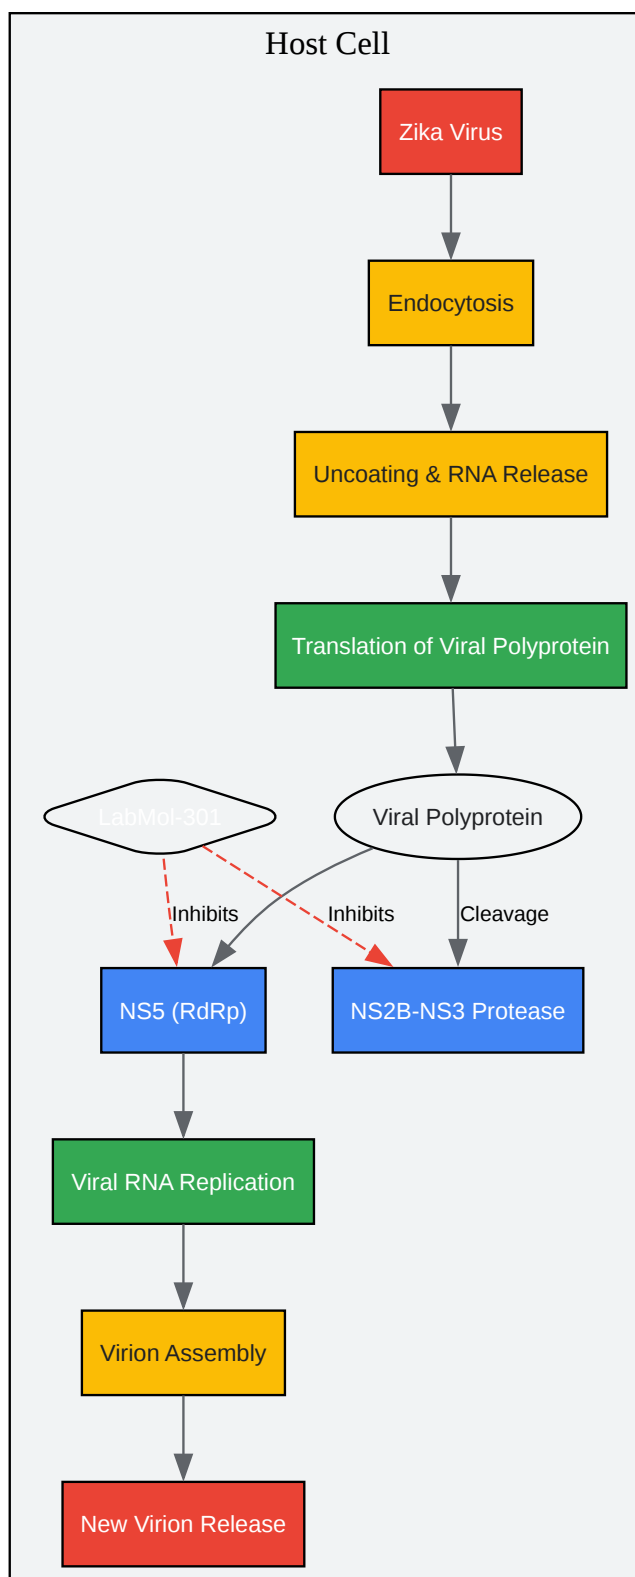 Host Cell
Zika Virus
Endocytosis
Uncoating & RNA Release
Translation of Viral Polyprotein
LabMol-301
Viral Polyprotein
Inhibits
Inhibits
Cleavage
NS5 (RdRp)
NS2B-NS3 Protease
Viral RNA Replication
Virion Assembly
New Virion Release